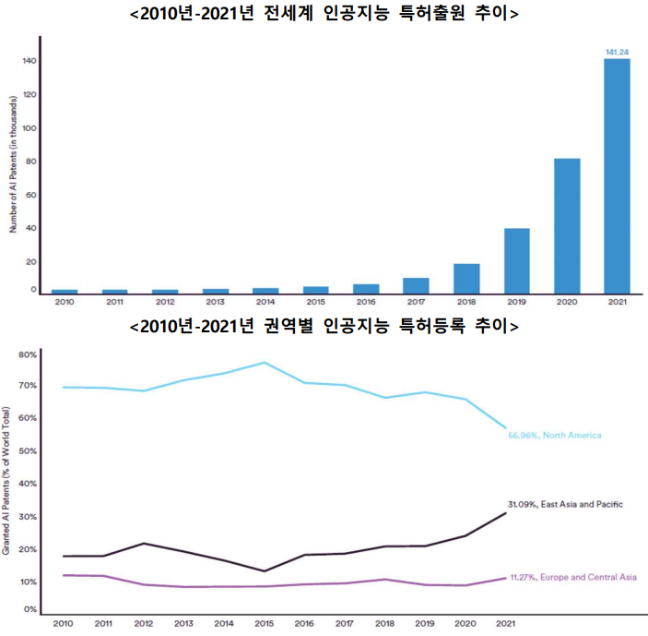 <2010년-2021년 전세계 인공지능 특허출원 추이>
Number of AI Patents (in thousands)
140
120
100
80
60
40
20
0
141.24
2010 2011 2012 2013 2014 2015 2016 2017 2018 2019 2020 2021
<2010년-2021년 권역별 인공지능 특허등록 추이>
Granted AI Patents (% of World Total)
80%
70%
60%
50%
40%
30%
20%
10%
0%
56.96%, North America
31.09%, East Asia and Pacific
11.27%, Europe and Central Asia
2010 2011 2012 2013 2014 2015 2016 2017 2018 2019 2020 2021